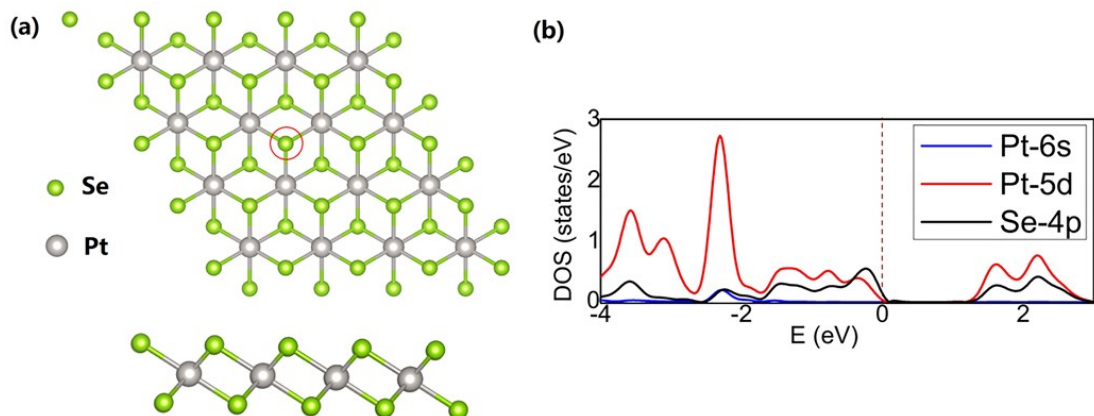 (a)
Se
Pt
(b)
DOS (states/eV)
3
2
1
0
-4
-2
0
2
E (eV)
Pt-6s
Pt-5d
Se-4p